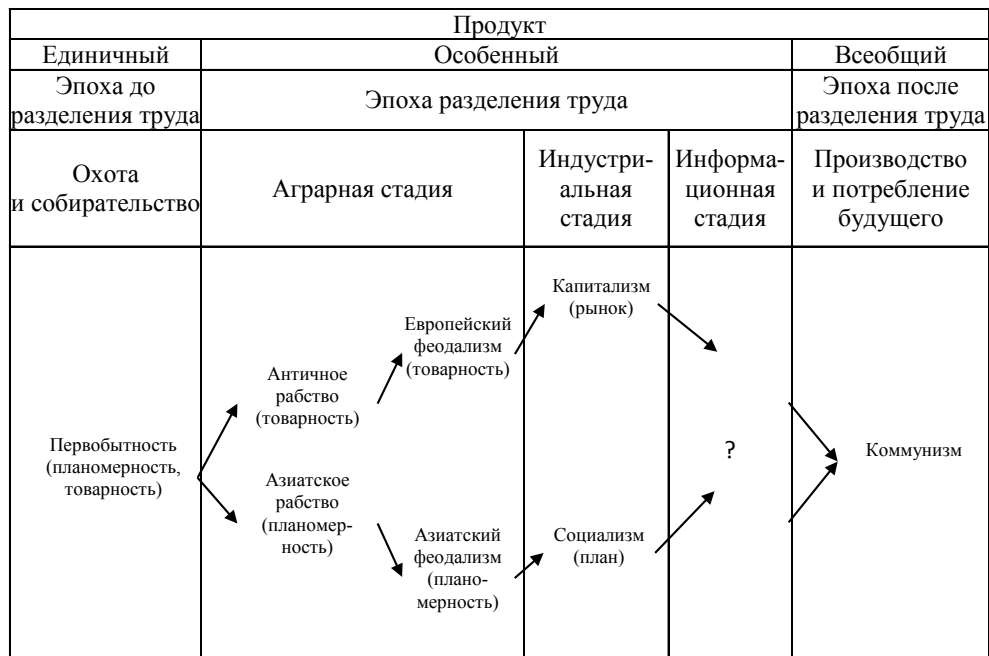 Продукт
Единичный
Особенный
Всеобщий
Эпоха до
разделения труда
Эпоха разделения труда
Эпоха после
разделения труда
Охота
и собирательство
Аграрная стадия
Индустри-
альная
стадия
Информа-
ционная
стадия
Производство
и потребление
будущего
Первобытность
(планомерность,
товарность)
Античное
рабство
(товарность)
Азиатское
рабство
(планомер-
ность)
Европейский
феодализм
(товарность)
Азиатский
феодализм
(плано-
мерность)
Капитализм
(рынок)
Социализм
(план)
?
Коммунизм